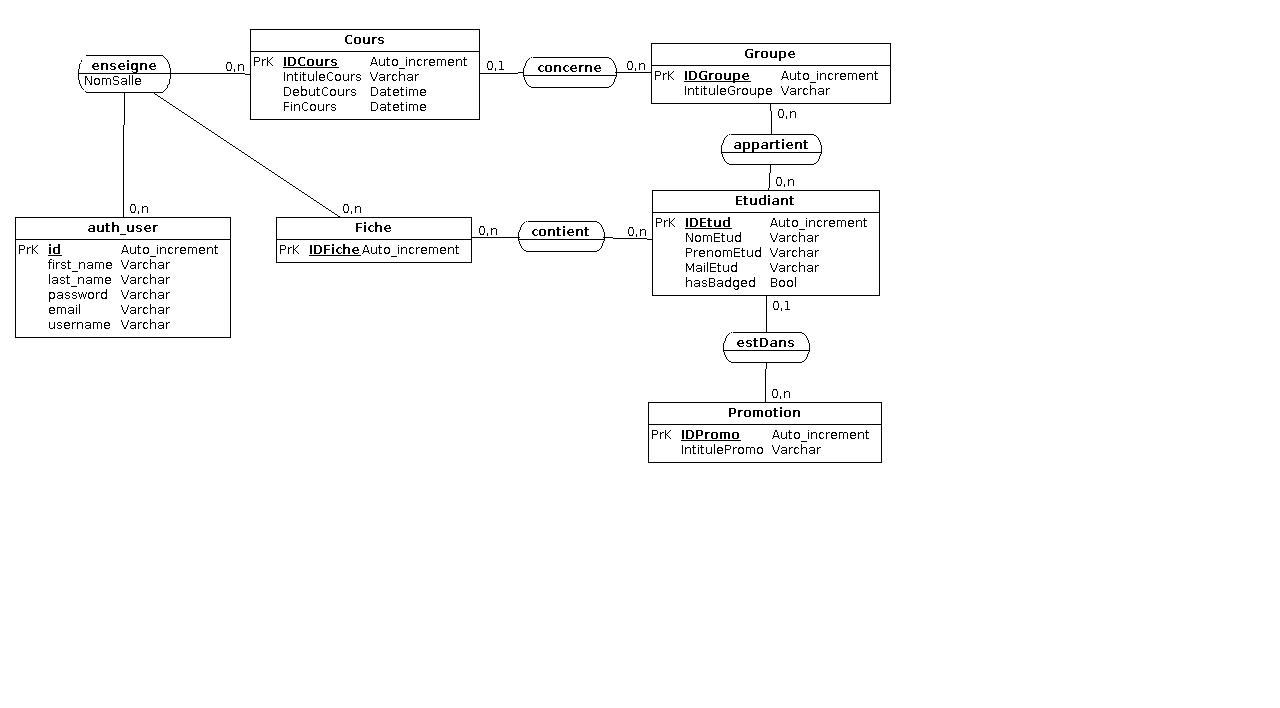 enseigne
NomSalle
0,n
Cours
PrK IDCours Auto_increment
IntituleCours Varchar
DebutCours Datetime
FinCours Datetime
0,1
concerne
0,n
Groupe
PrK IDGroupe Auto_increment
IntituleGroupe Varchar
0,n
appartient
0,n
Etudiant
PrK IDEtud Auto_increment
NomEtud Varchar
PrenomEtud Varchar
MailEtud Varchar
hasBadged Bool
0,n
auth_user
PrK id Auto_increment
first_name Varchar
last_name Varchar
password Varchar
email Varchar
username Varchar
0,n
Fiche
PrK IDFiche Auto_increment
0,n
contient
0,n
0,1
estDans
0,n
Promotion
PrK IDPromo Auto_increment
IntitulePromo Varchar